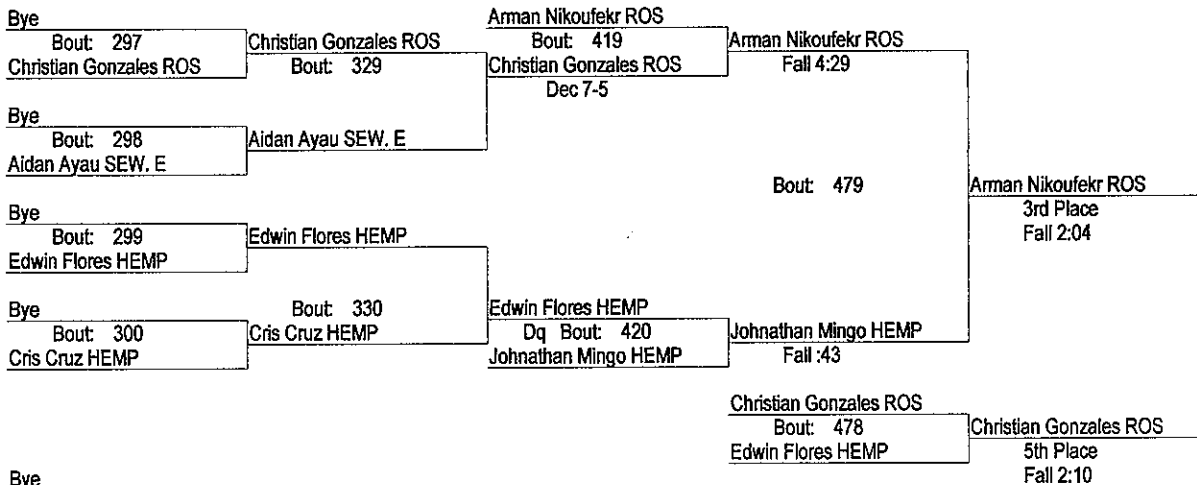 Bye
Bout: 297
Christian Gonzales ROS
Christian Gonzales ROS
Bout: 329
Bye
Bout: 298
Aidan Ayau SEW. E
Aidan Ayau SEW. E
Arman Nikoufekr ROS
Bout: 419
Christian Gonzales ROS
Dec 7-5
Arman Nikoufekr ROS
Fall 4:29
Bye
Bout: 299
Edwin Flores HEMP
Edwin Flores HEMP
Bye
Bout: 300
Cris Cruz HEMP
Bout: 330
Cris Cruz HEMP
Edwin Flores HEMP
Dq Bout: 420
Johnathan Mingo HEMP
Johnathan Mingo HEMP
Fall :43
Bout: 479
Arman Nikoufekr ROS
3rd Place
Fall 2:04
Christian Gonzales ROS
Bout: 478
Edwin Flores HEMP
Christian Gonzales ROS
5th Place
Fall 2:10
Bye